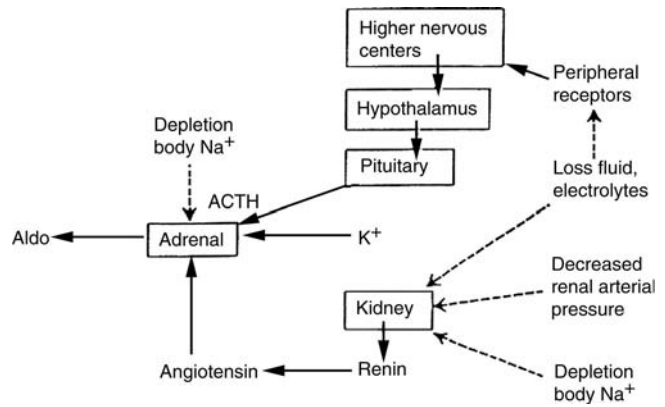 Higher nervous
centers
Peripheral
receptors
Hypothalamus
Depletion
body Na+
Pituitary
Loss fluid,
electrolytes
ACTH
Aldo
Adrenal
K+
Decreased
renal arterial
pressure
Kidney
Angiotensin
Renin
Depletion
body Na+